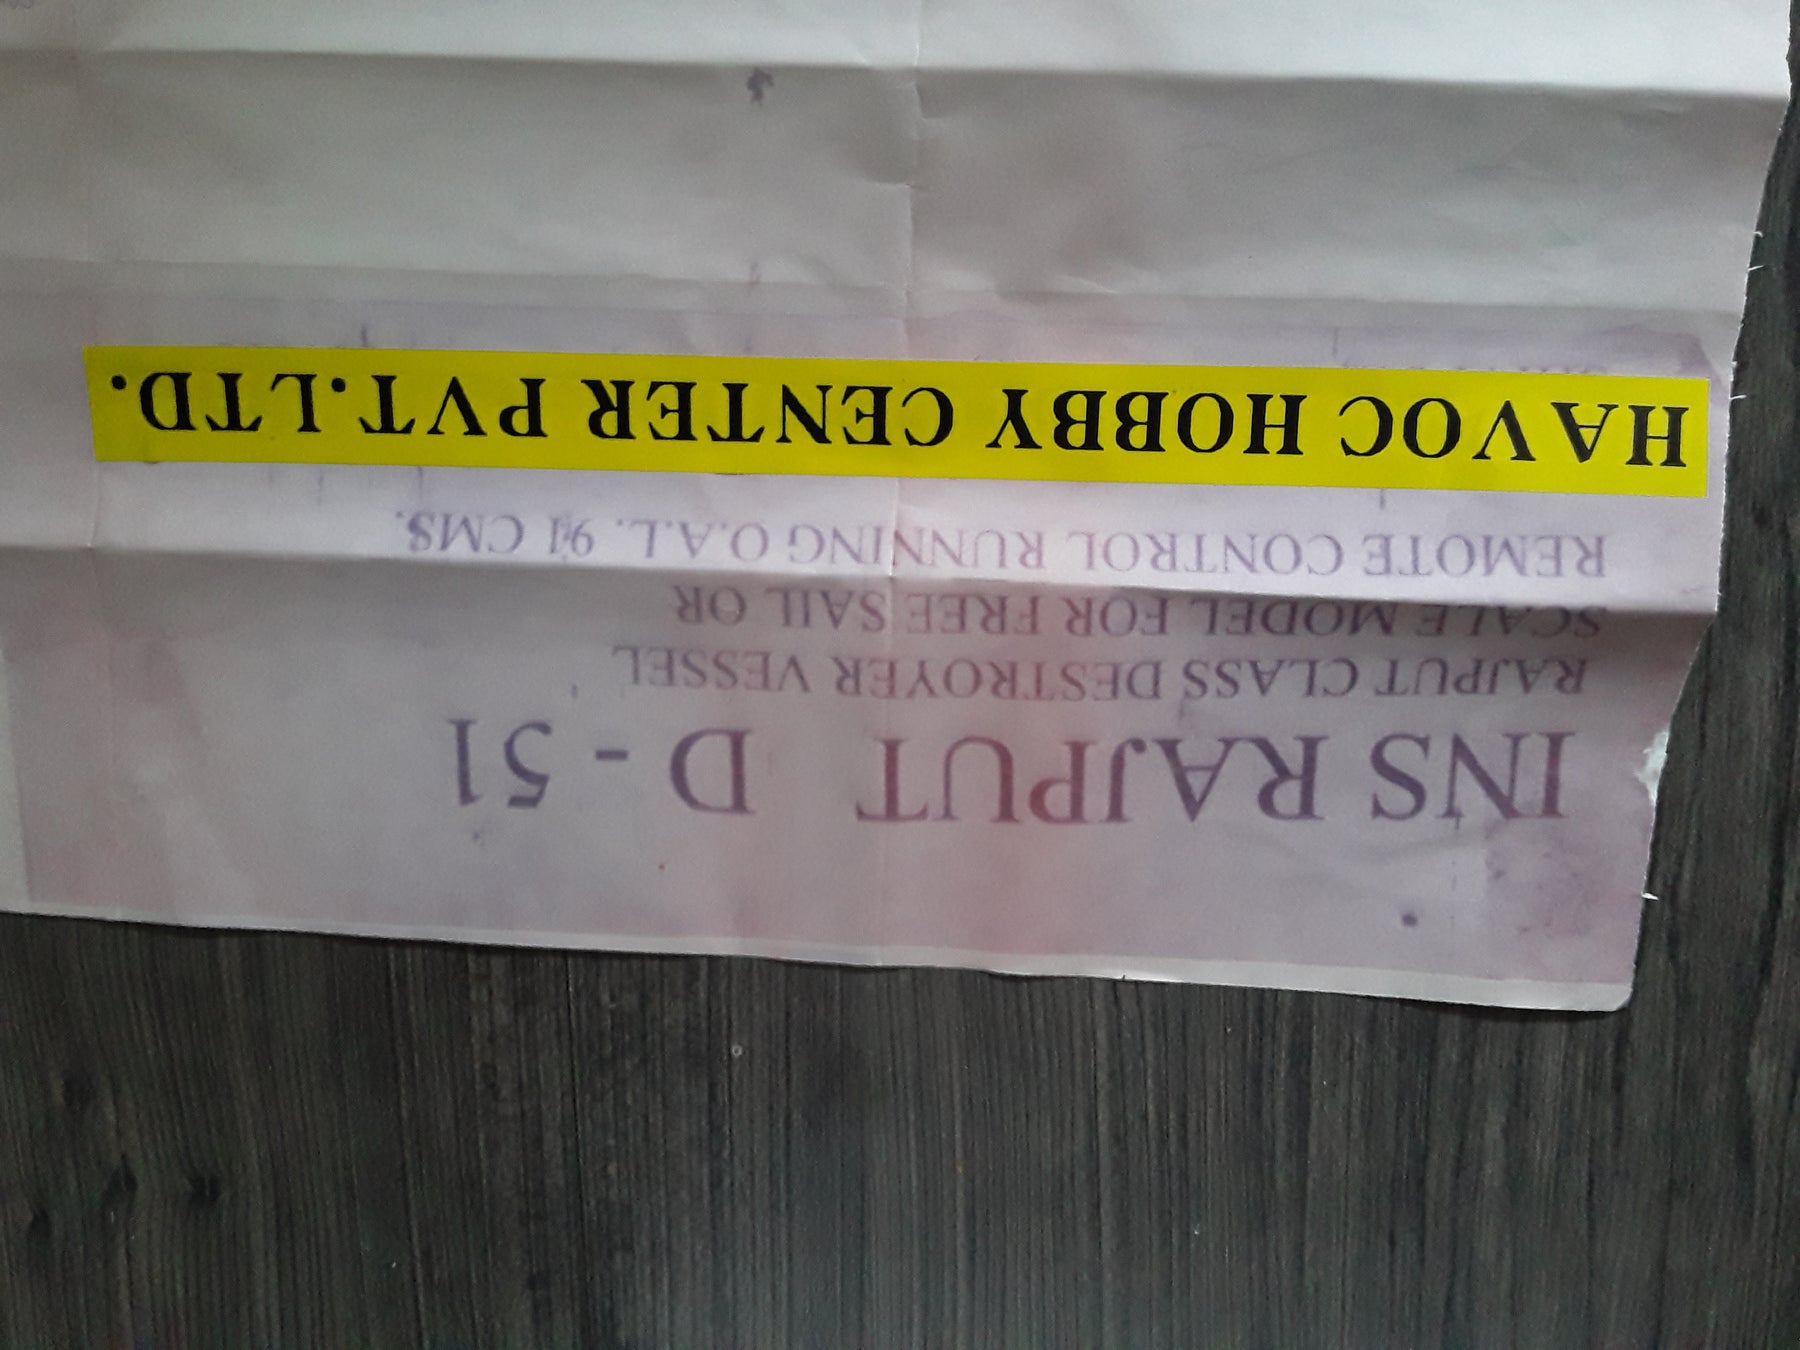 INS RAJPUT D - 51
RAJPUT CLASS DESTROYER VESSEL
SCALE MODEL FOR FREE SAIL OR
REMOTE CONTROL RUNNING O.A.L. 91 CMS.
HAVOC HOBBY CENTER PVT.LTD.